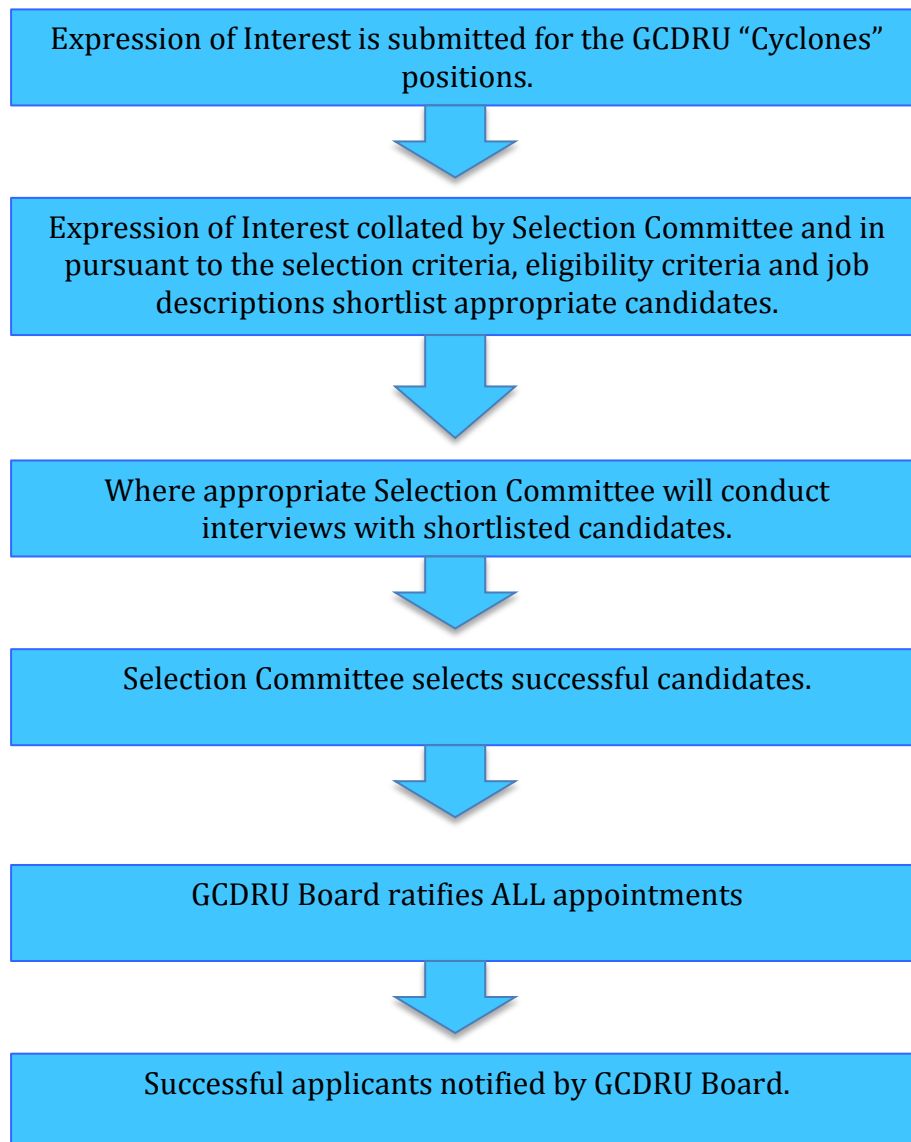 Expression of Interest is submitted for the GCDRU “Cyclones”
positions.
Expression of Interest collated by Selection Committee and in
pursuant to the selection criteria, eligibility criteria and job
descriptions shortlist appropriate candidates.
Where appropriate Selection Committee will conduct
interviews with shortlisted candidates.
Selection Committee selects successful candidates.
GCDRU Board ratifies ALL appointments
Successful applicants notified by GCDRU Board.